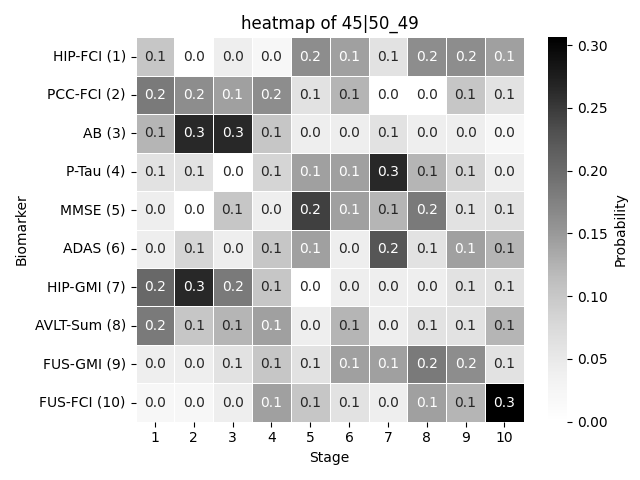 heatmap of 45|50_49
HIP-FCI (1) 0.1 0.0 0.0 0.0 0.2 0.1 0.1 0.2 0.2 0.1
PCC-FCI (2) 0.2 0.2 0.1 0.2 0.1 0.1 0.0 0.0 0.1 0.1
AB (3) 0.1 0.3 0.3 0.1 0.0 0.0 0.1 0.0 0.0 0.0
P-Tau (4) 0.1 0.1 0.0 0.1 0.1 0.1 0.3 0.1 0.1 0.0
MMSE (5) 0.0 0.0 0.1 0.0 0.2 0.1 0.1 0.2 0.1 0.1
ADAS (6) 0.0 0.1 0.0 0.1 0.1 0.0 0.2 0.1 0.1 0.1
HIP-GMI (7) 0.2 0.3 0.2 0.1 0.0 0.0 0.0 0.0 0.1 0.1
AVLT-Sum (8) 0.2 0.1 0.1 0.1 0.0 0.1 0.0 0.1 0.1 0.1
FUS-GMI (9) 0.0 0.0 0.1 0.1 0.1 0.1 0.1 0.2 0.2 0.1
FUS-FCI (10) 0.0 0.0 0.0 0.1 0.1 0.1 0.0 0.1 0.1 0.3
1 2 3 4 5 6 7 8 9 10
Stage
Biomarker
0.30
0.25
0.20
0.15
0.10
0.05
0.00
Probability